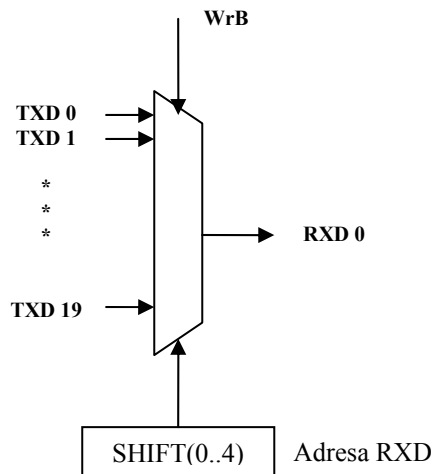 WrB
TXD 0
TXD 1
*
*
*
RXD 0
TXD 19
SHIFT(0..4) Adresa RXD